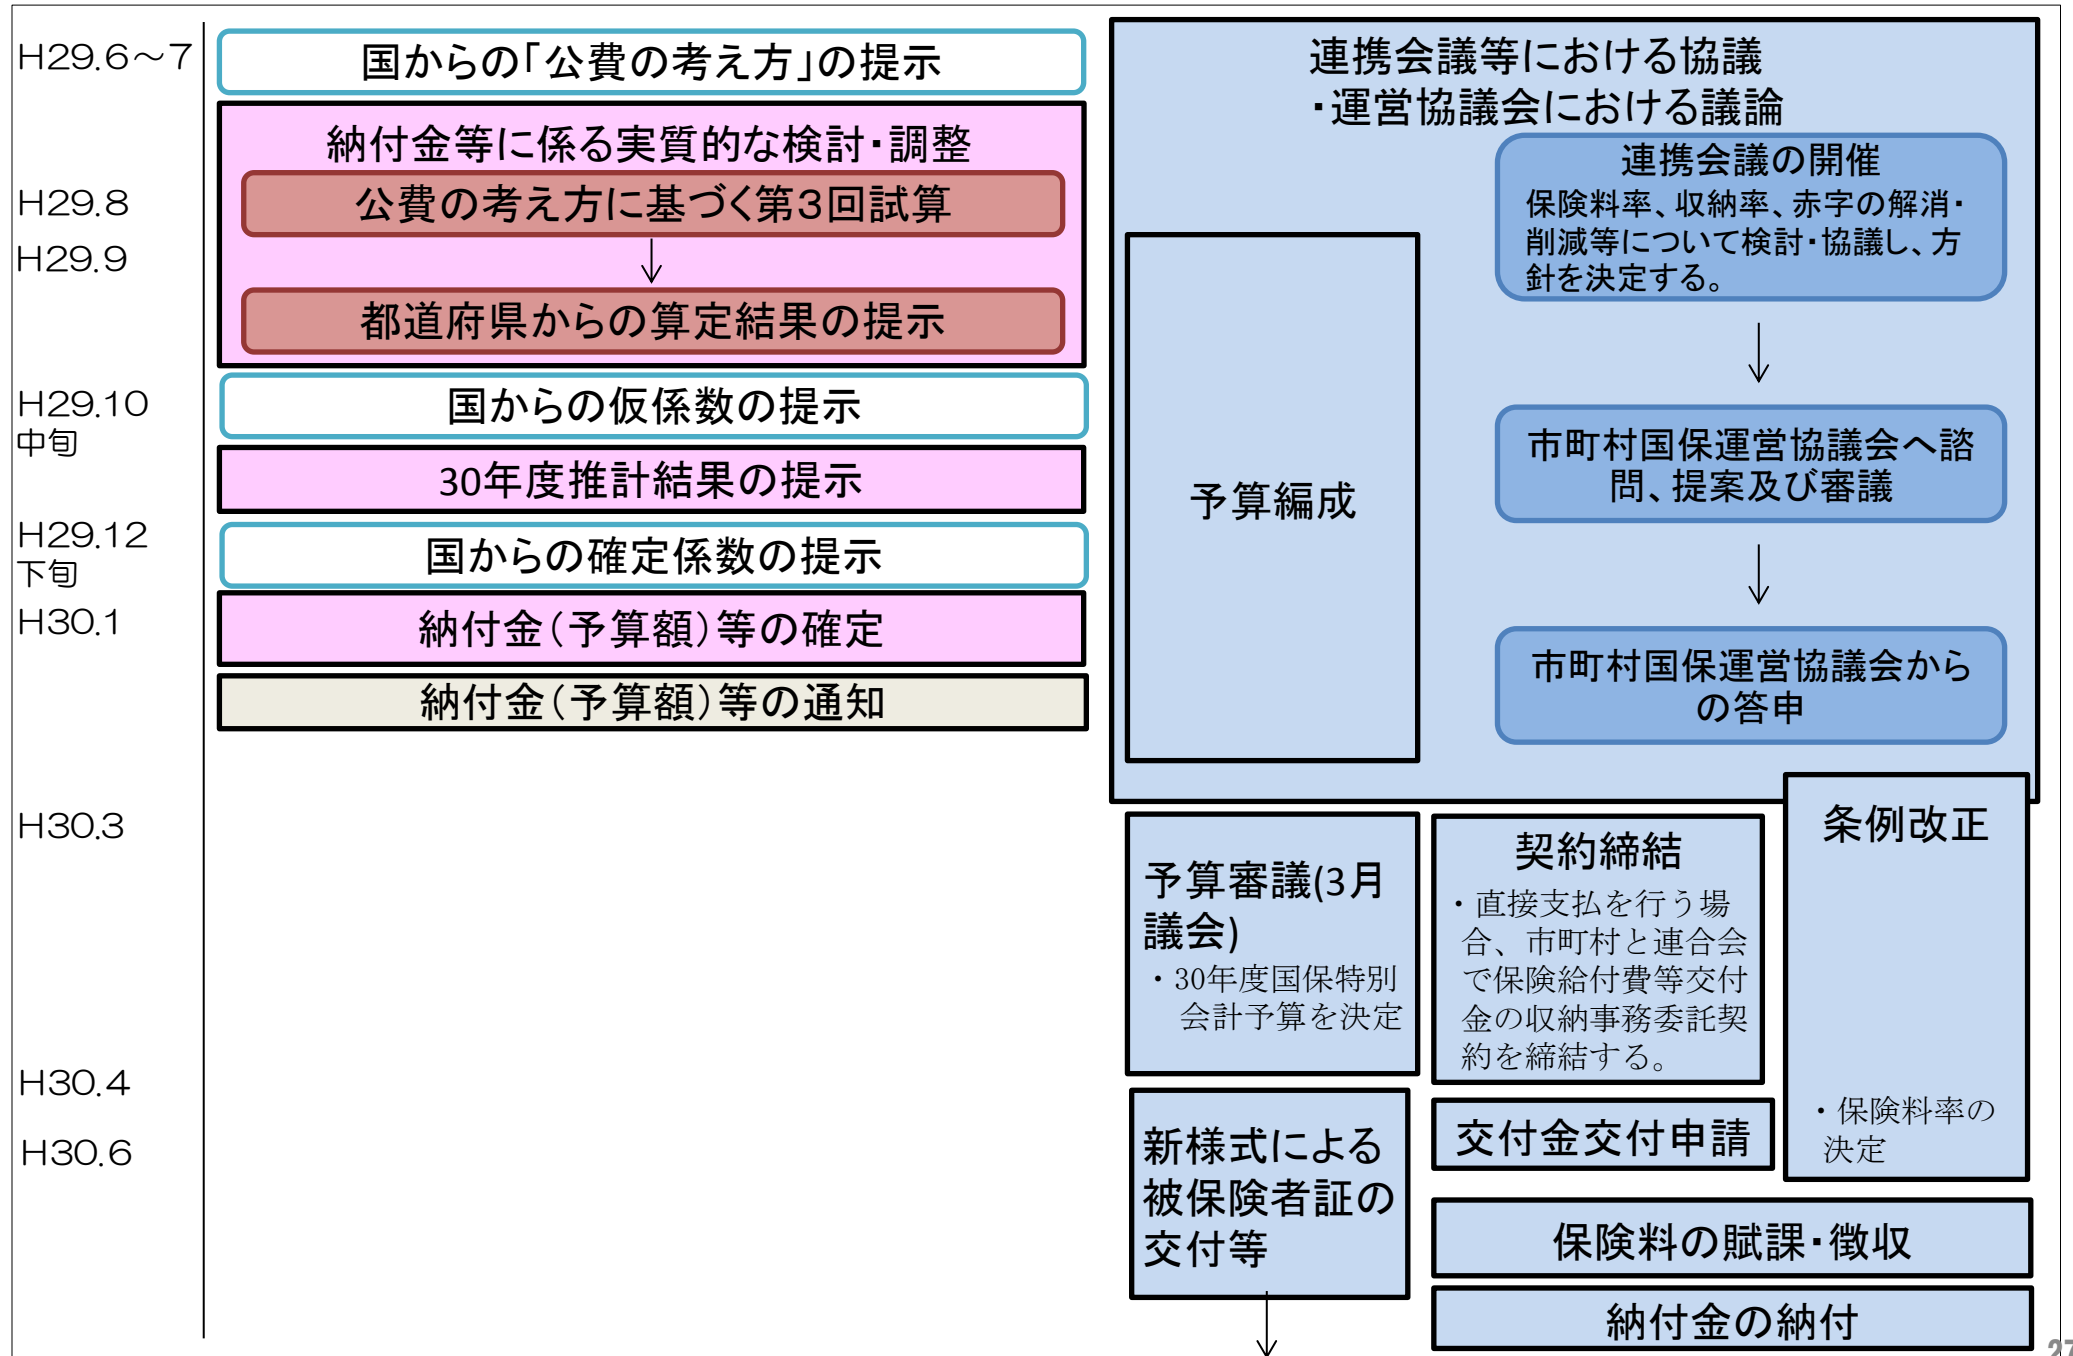 H29.6～7
国からの「公費の考え方」の提示
納付金等に係る実質的な検討・調整
H29.8
公費の考え方に基づく第3回試算
H29.9
都道府県からの算定結果の提示
H29.10
中旬
国からの仮係数の提示
30年度推計結果の提示
H29.12
下旬
国からの確定係数の提示
H30.1
納付金（予算額）等の確定
納付金（予算額）等の通知
連携会議等における協議
・運営協議会における議論
連携会議の開催
保険料率、収納率、赤字の解消・
削減等について検討・協議し、方
針を決定する。
予算編成
市町村国保運営協議会へ諮
問、提案及び審議
市町村国保運営協議会から
の答申
H30.3
予算審議(3月
議会)
・30年度国保特別
会計予算を決定
契約締結
・直接支払を行う場
合、市町村と連合会
で保険給付費等交付
金の収納事務委託契
約を締結する。
条例改正
・保険料率の
決定
H30.4
H30.6
新様式による
被保険者証の
交付等
交付金交付申請
保険料の賦課・徴収
納付金の納付
27